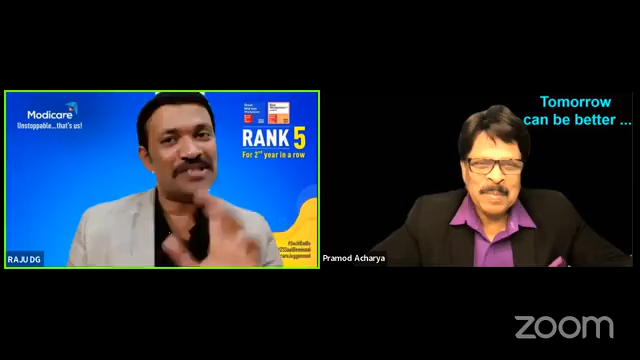 Modicare
Unstoppable...that's us!
RANK 5
For 2nd year in a row
RAJU DG
Tomorrow
can be better ...
Pramod Acharya
zoom